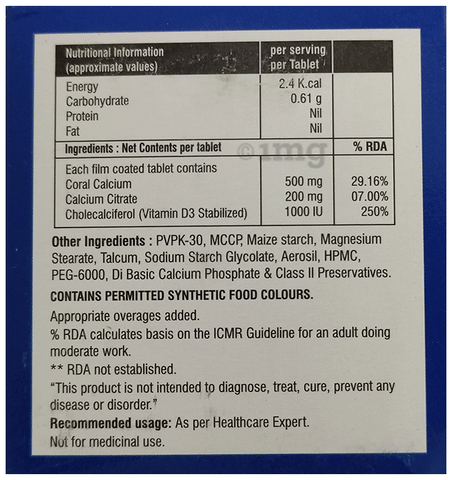 Nutritional Information per serving
(approximate values) per Tablet
Energy 2.4 K.cal
Carbohydrate 0.61 g
Protein Nil
Fat Nil
Ingredients : Net Contents per tablet % RDA
©1mg
Each film coated tablet contains
Coral Calcium 500 mg 29.16%
Calcium Citrate 200 mg 07.00%
Cholecalciferol (Vitamin D3 Stabilized) 1000 IU 250%
Other Ingredients : PVPK-30, MCCP, Maize starch, Magnesium
Stearate, Talcum, Sodium Starch Glycolate, Aerosil, HPMC,
PEG-6000, Di Basic Calcium Phosphate & Class II Preservatives.
CONTAINS PERMITTED SYNTHETIC FOOD COLOURS.
Appropriate overages added.
% RDA calculates basis on the ICMR Guideline for an adult doing
moderate work.
** RDA not established.
"This product is not intended to diagnose, treat, cure, prevent any
disease or disorder."
Recommended usage: As per Healthcare Expert.
Not for medicinal use.